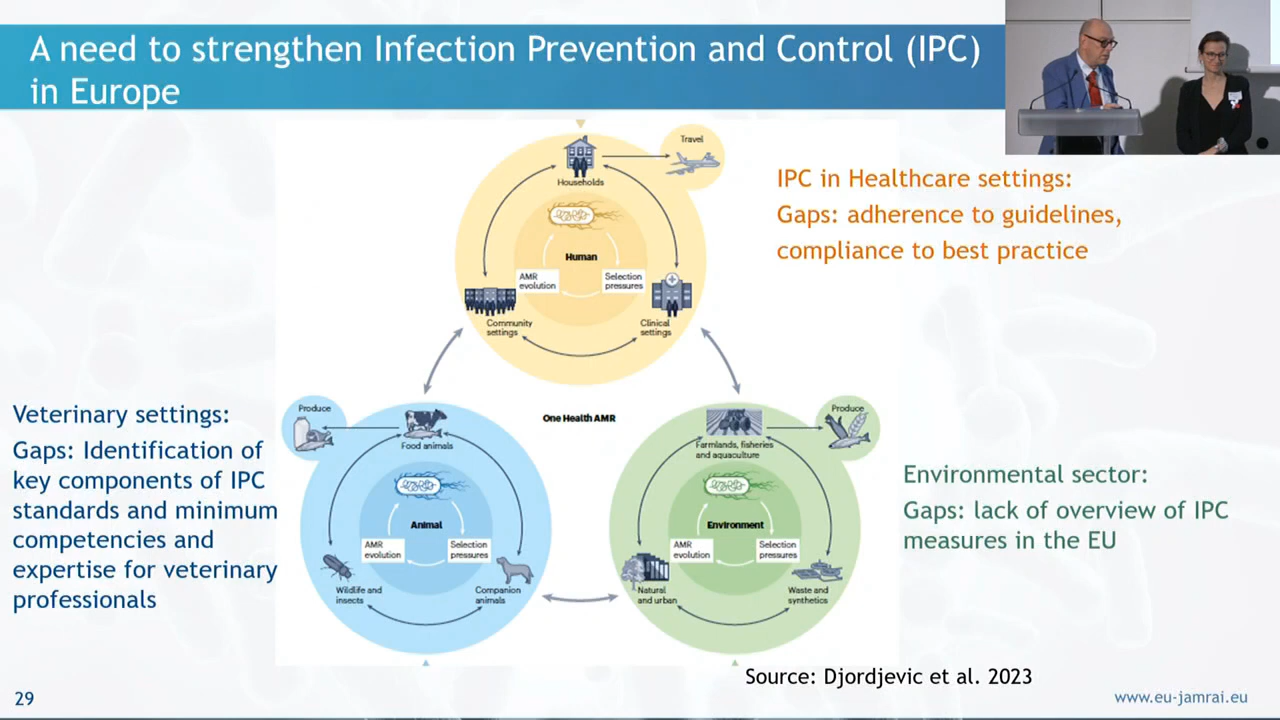 A need to strengthen Infection Prevention and Control (IPC)
in Europe
Travel
Households
Human
AMR
evolution
Selection
pressures
Community
settings
Clinical
settings
IPC in Healthcare settings:
Gaps: adherence to guidelines,
compliance to best practice
One Health AMR
Veterinary settings:
Gaps: Identification of
key components of IPC
standards and minimum
competencies and
expertise for veterinary
professionals
Produce
Food animals
Animal
AMR
evolution
Selection
pressures
Wildlife and
insects
Companion
animals
Produce
Farmlands, fisheries
and aquaculture
Environment
AMR
evolution
Selection
pressures
Natural
and urban
Waste and
synthetics
Environmental sector:
Gaps: lack of overview of IPC
measures in the EU
Source: Djordjevic et al. 2023
29
www.eu-jamrai.eu